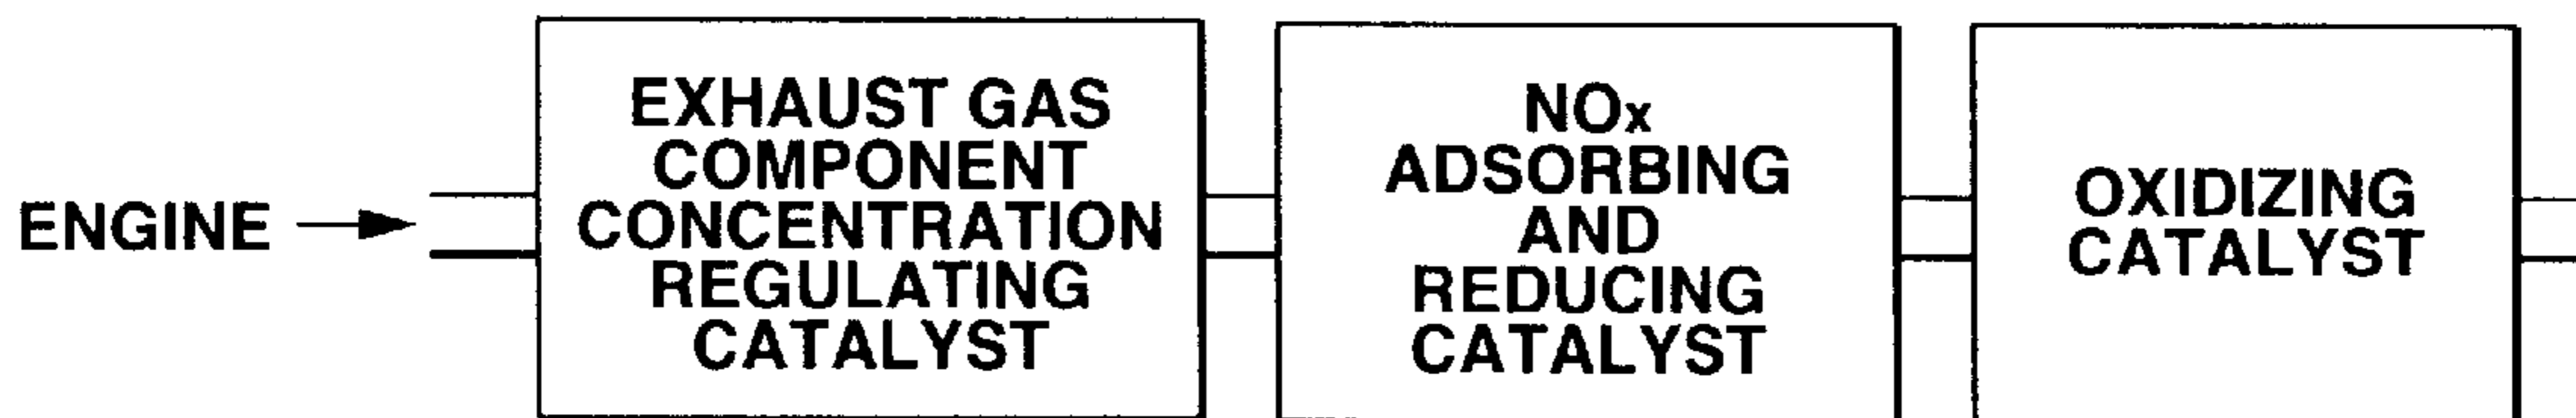 ENGINE
EXHAUST GAS
COMPONENT
CONCENTRATION
REGULATING
CATALYST
NOx
ADSORBING
AND
REDUCING
CATALYST
OXIDIZING
CATALYST